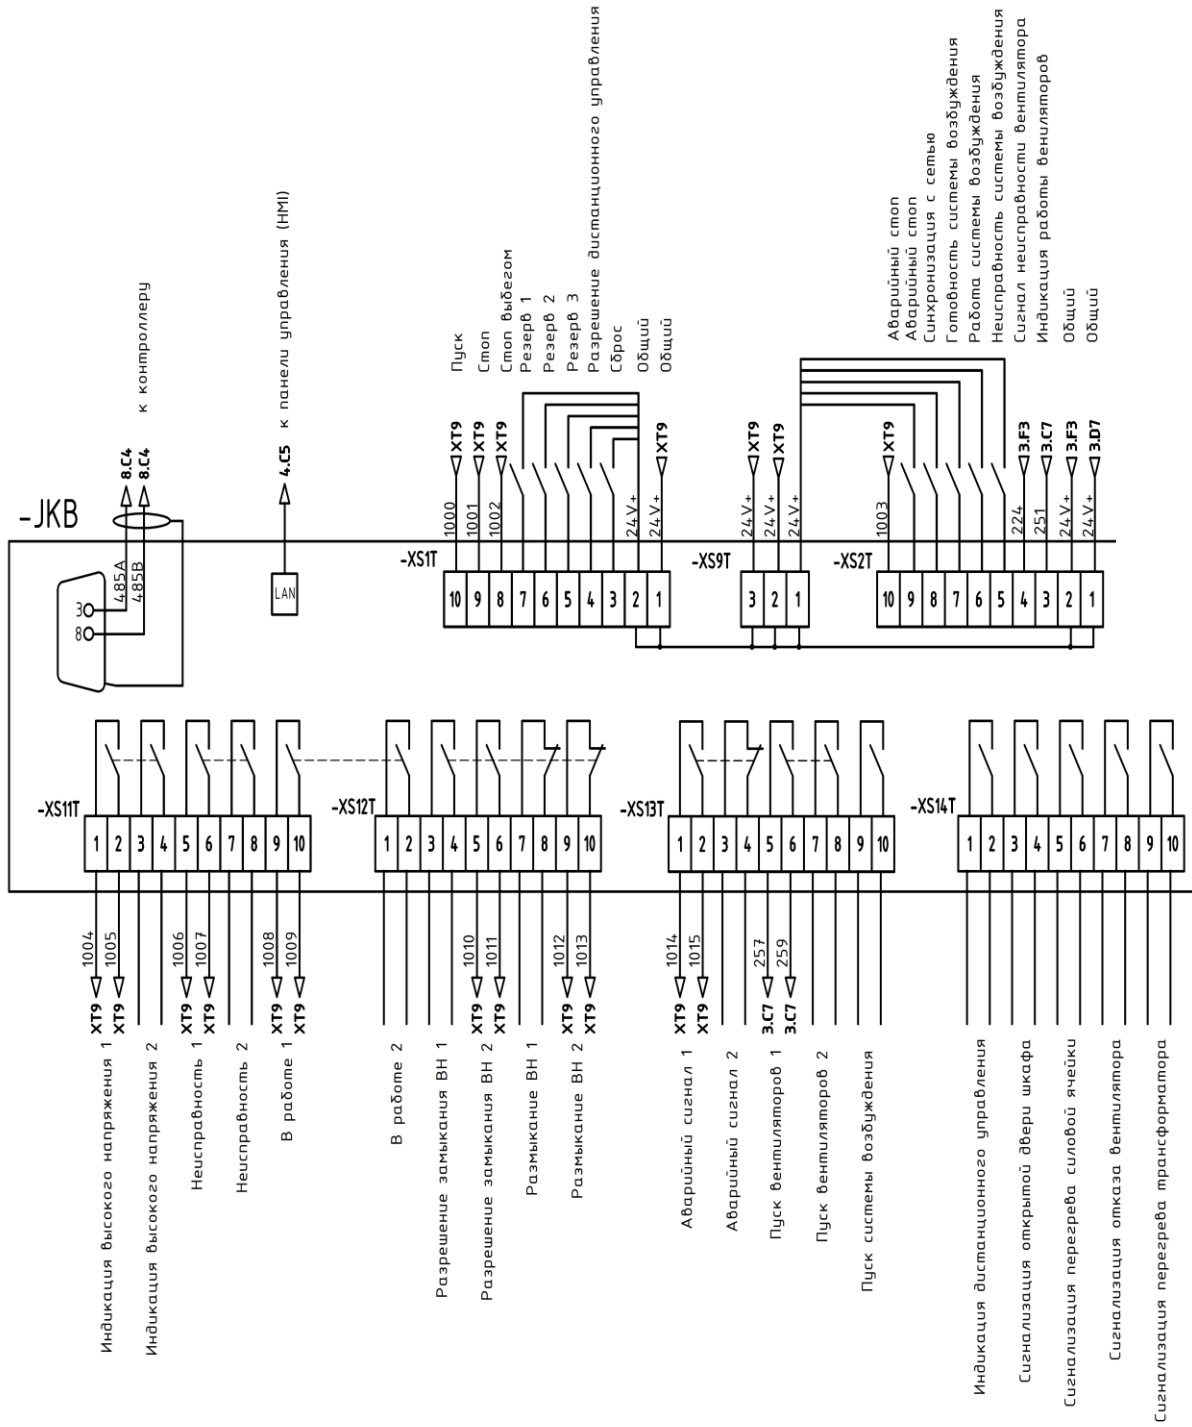 -JKB
3
8
485A
485B
8.C4
8.C4
к контроллеру
LAN
4.C5
к панели управления (HMI)
-XS1T
10
9
8
7
6
5
4
3
2
1
1000
1001
1002
24V+
24V+
XT9
XT9
XT9
XT9
Пуск
Стоп
Стоп выбегом
Резерв 1
Резерв 2
Резерв 3
Разрешение дистанционного управления
Сброс
Общий
Общий
-XS9T
3
2
1
24V+
24V+
24V+
XT9
XT9
-XS2T
10
9
8
7
6
5
4
3
2
1
1003
224
251
24V+
24V+
XT9
3.F3
3.C7
3.F3
3.D7
Аварийный стоп
Аварийный стоп
Синхронизация с сетью
Готовность системы возбуждения
Работа системы возбуждения
Неисправность системы возбуждения
Сигнал неисправности вентилятора
Индикация работы вениляторов
Общий
Общий
-XS11T
1
2
3
4
5
6
7
8
9
10
1004
1005
1006
1007
1008
1009
XT9
XT9
XT9
XT9
XT9
XT9
Индикация высокого напряжения 1
Индикация высокого напряжения 2
Неисправность 1
Неисправность 2
В работе 1
-XS12T
1
2
3
4
5
6
7
8
9
10
1010
1011
1012
1013
XT9
XT9
XT9
XT9
В работе 2
Разрешение замыкания ВН 1
Разрешение замыкания ВН 2
Размыкание ВН 1
Размыкание ВН 2
-XS13T
1
2
3
4
5
6
7
8
9
10
1014
1015
257
259
XT9
XT9
3.C7
3.C7
Аварийный сигнал 1
Аварийный сигнал 2
Пуск вентиляторов 1
Пуск вентиляторов 2
Пуск системы возбуждения
-XS14T
1
2
3
4
5
6
7
8
9
10
Индикация дистанционного управления
Сигнализация открытой двери шкафа
Сигнализация перегрева силовой ячейки
Сигнализация отказа вентилятора
Сигнализация перегрева трансформатора